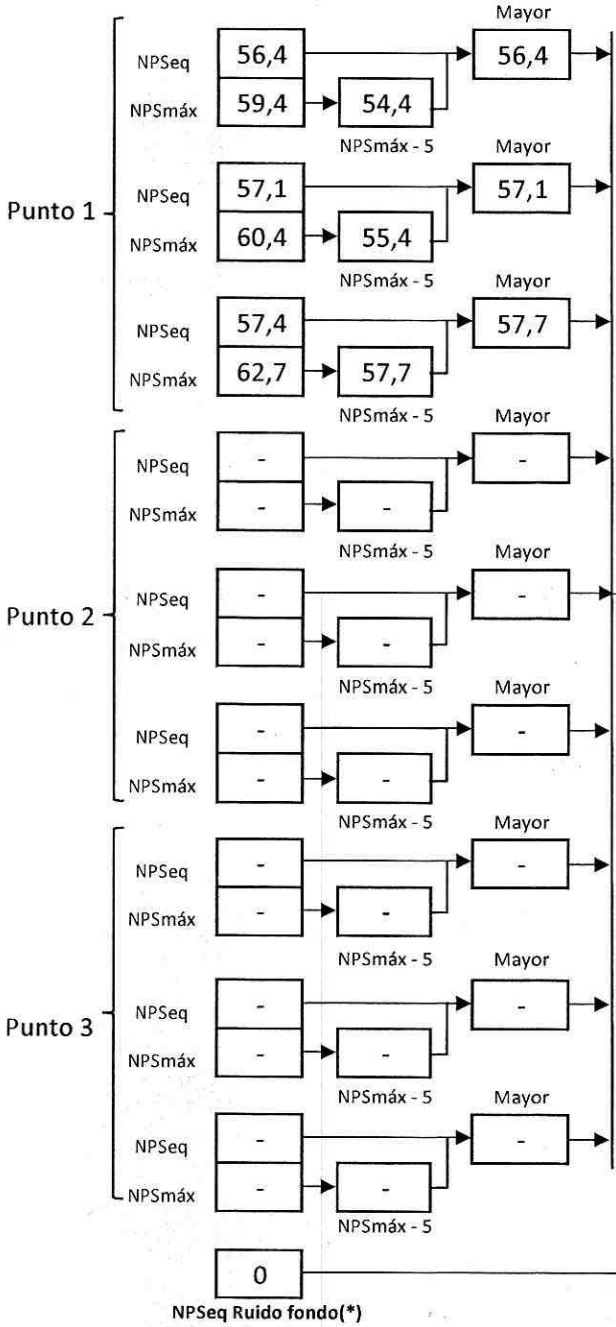 Mayor
NPSeq 56,4 56,4
NPSmáx 59,4 54,4
NPSmáx - 5
Mayor
Punto 1
NPSeq 57,1 57,1
NPSmáx 60,4 55,4
NPSmáx - 5
Mayor
NPSeq 57,4 57,7
NPSmáx 62,7 57,7
NPSmáx - 5
Mayor
NPSeq - -
NPSmáx - -
NPSmáx - 5
Mayor
Punto 2
NPSeq - -
NPSmáx - -
NPSmáx - 5
Mayor
NPSeq - -
NPSmáx - -
NPSmáx - 5
Mayor
NPSeq - -
NPSmáx - -
NPSmáx - 5
Mayor
Punto 3
NPSeq - -
NPSmáx - -
NPSmáx - 5
Mayor
NPSeq - -
NPSmáx - -
NPSmáx - 5
0
NPSeq Ruido fondo(*)